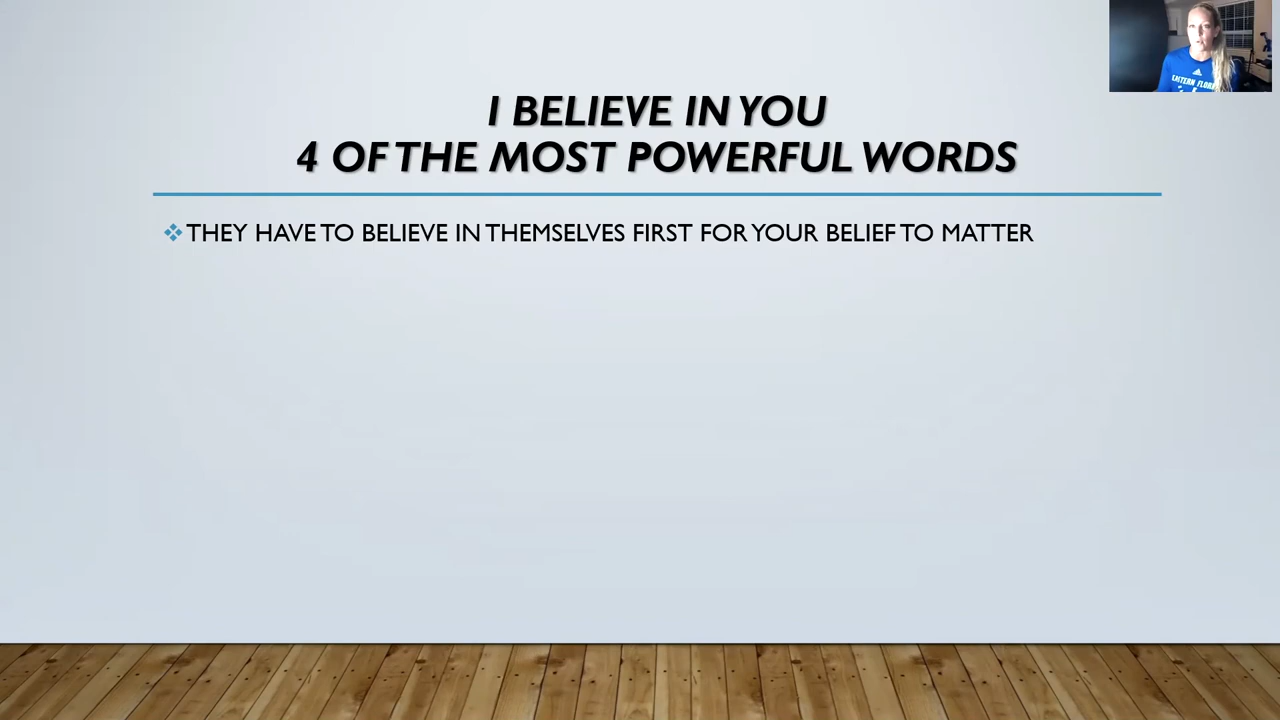 I BELIEVE IN YOU
4 OF THE MOST POWERFUL WORDS
THEY HAVE TO BELIEVE IN THEMSELVES FIRST FOR YOUR BELIEF TO MATTER
EASTERN